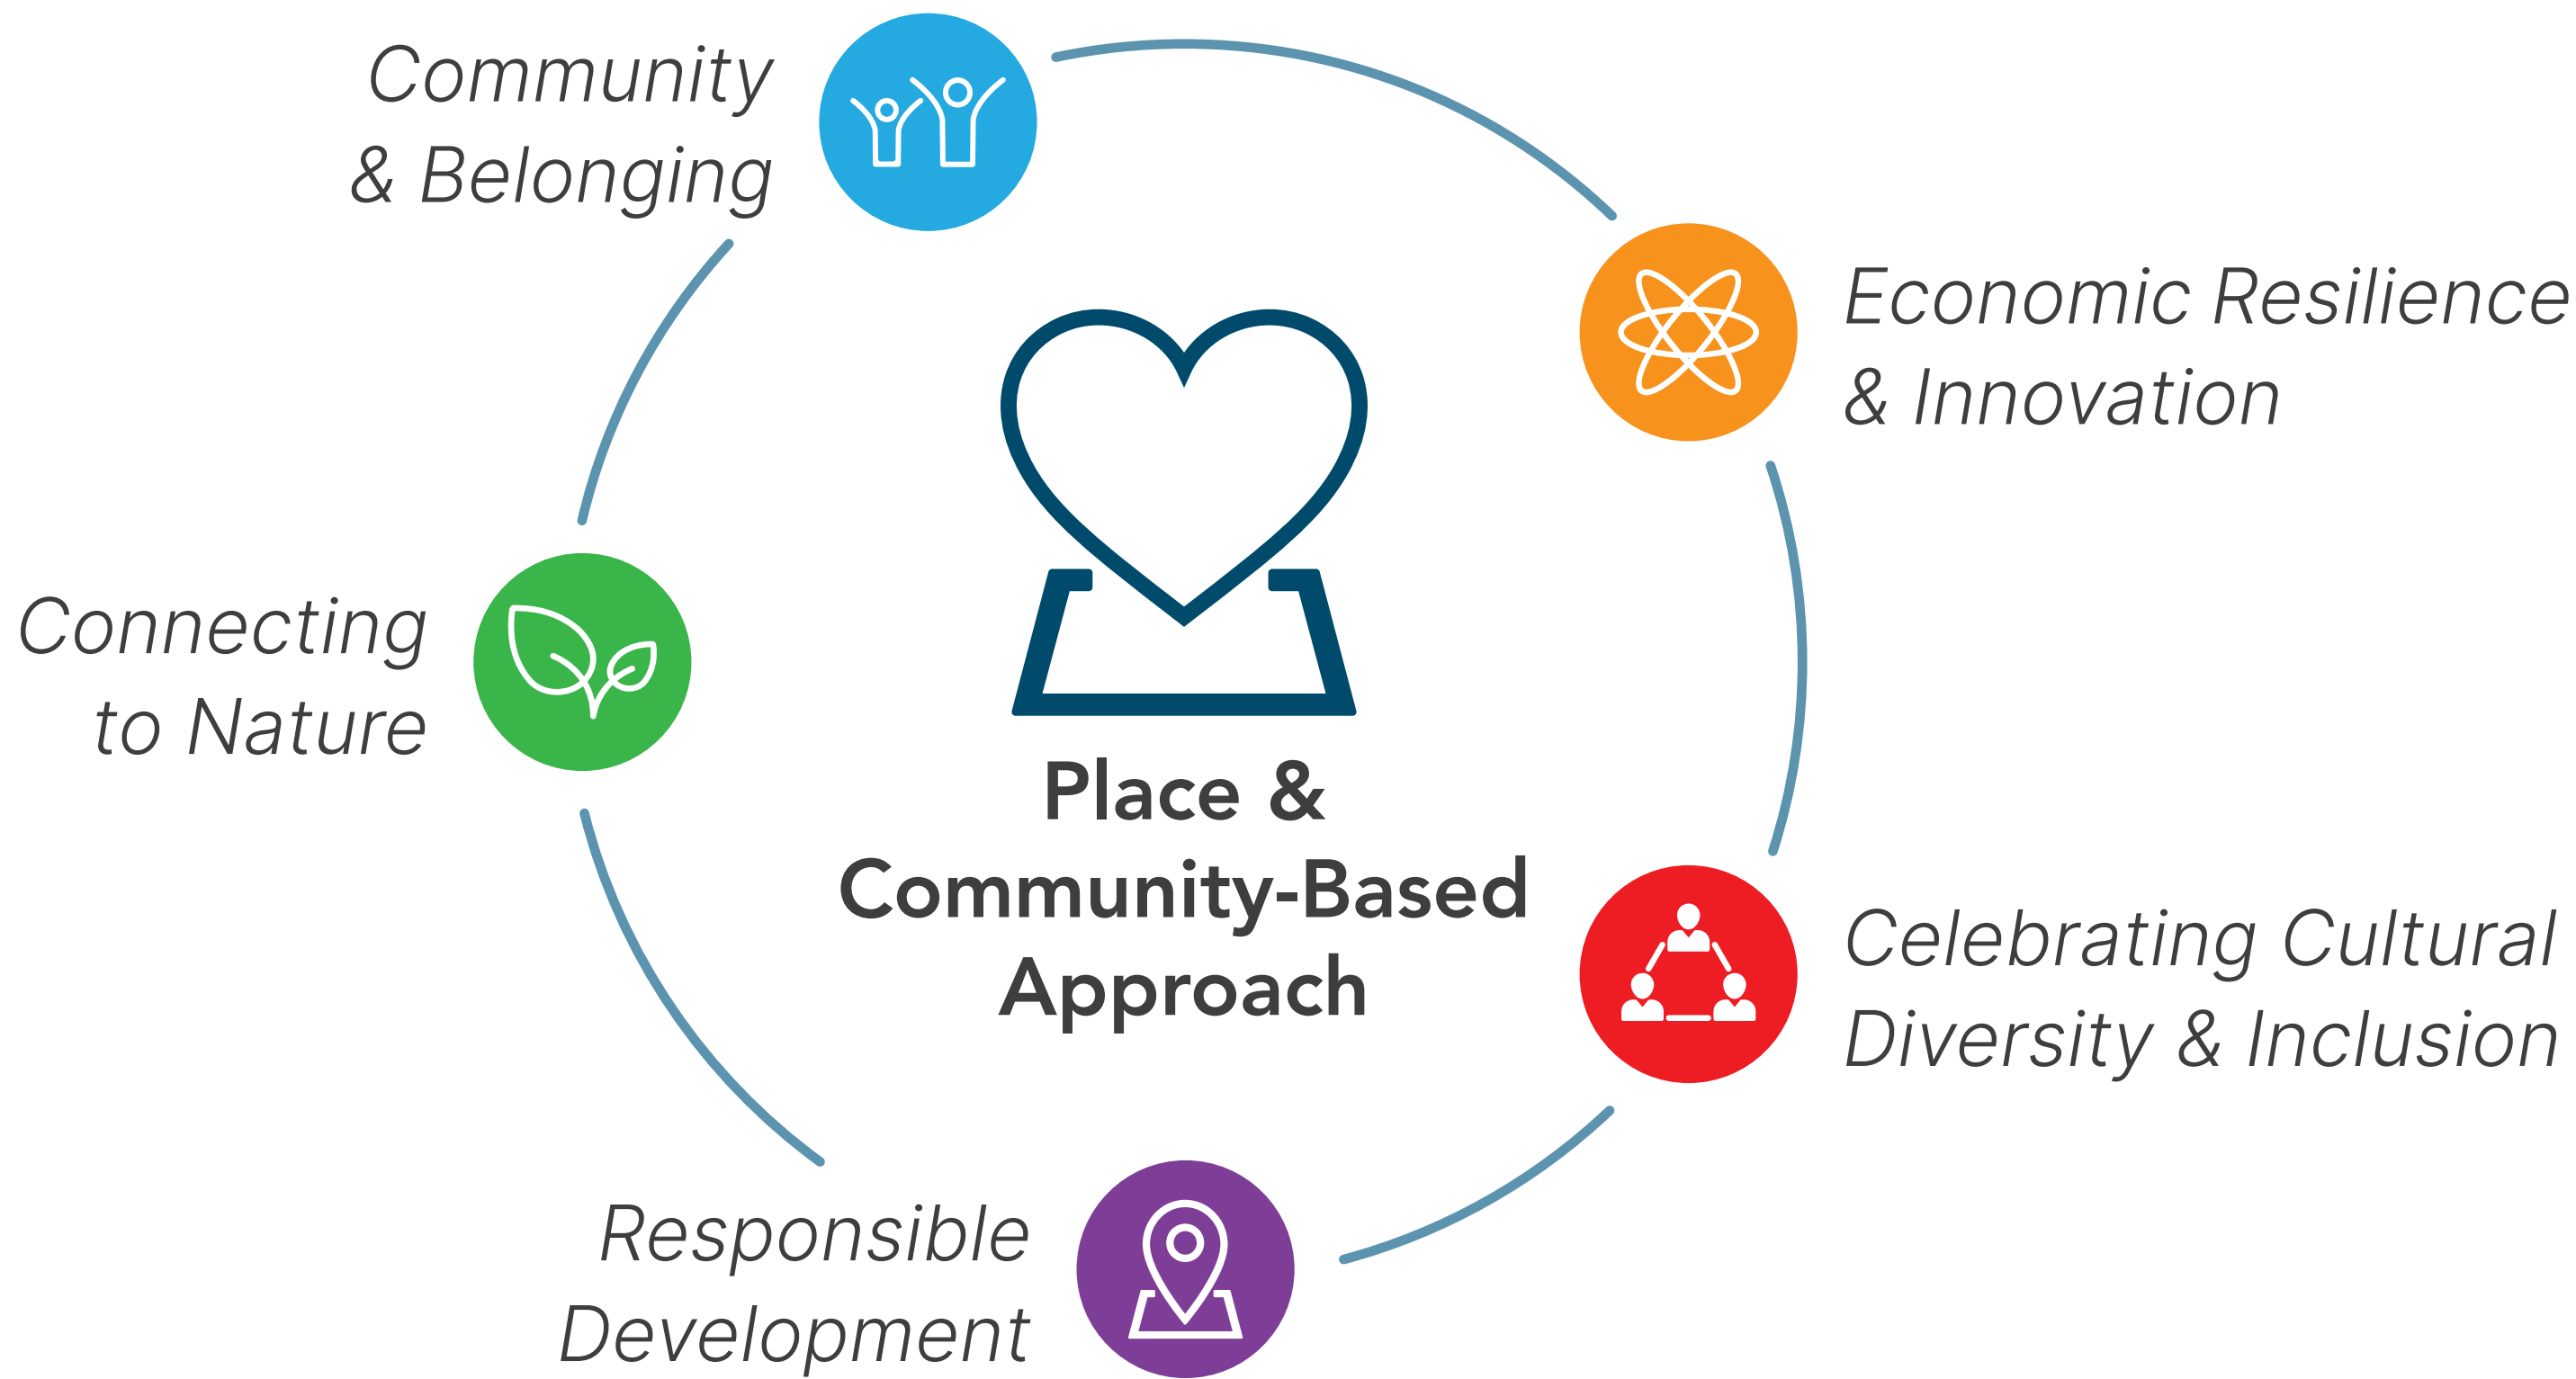 Community
& Belonging
Economic Resilience
& Innovation
Connecting
to Nature
Place &
Community-Based
Approach
Celebrating Cultural
Diversity & Inclusion
Responsible
Development